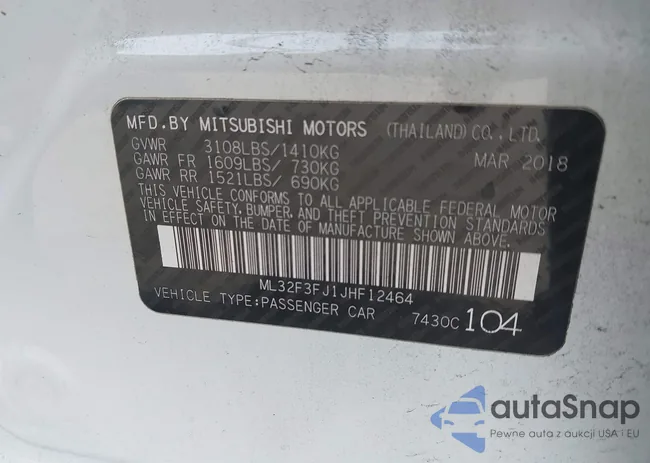 MFD.BY MITSUBISHI MOTORS (THAILAND) CO., LTD.
GVWR 3108LBS/1410KG MAR 2018
GAWR FR 1609LBS/ 730KG
GAWR RR 1521LBS/ 690KG
THIS VEHICLE CONFORMS TO ALL APPLICABLE FEDERAL MOTOR
VEHICLE SAFETY, BUMPER, AND THEFT PREVENTION STANDARDS
IN EFFECT ON THE DATE OF MANUFACTURE SHOWN ABOVE.
ML32F3FJ1JHF12464
VEHICLE TYPE:PASSENGER CAR 7430C 104
autaSnap
Pewne auta z aukcji USA i EU